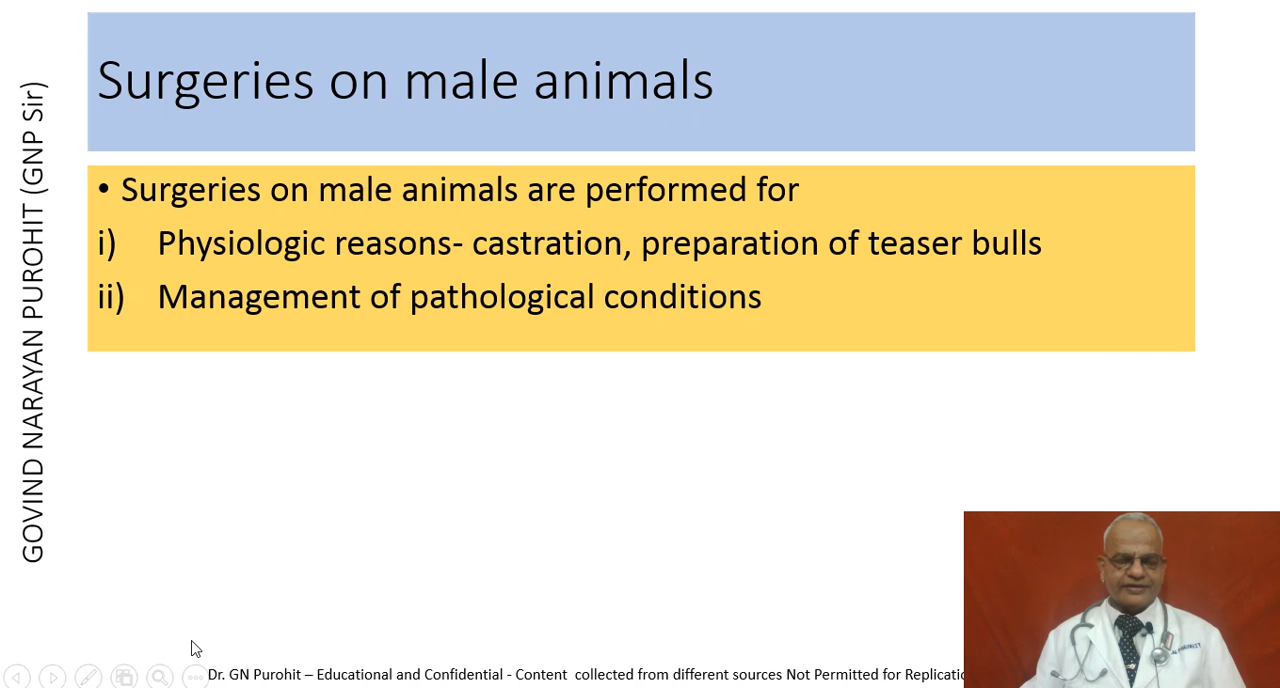 Surgeries on male animals
GOVIND NARAYAN PUROHIT (GNP Sir)
• Surgeries on male animals are performed for
i) Physiologic reasons- castration, preparation of teaser bulls
ii) Management of pathological conditions
Dr. GN Purohit – Educational and Confidential - Content collected from different sources Not Permitted for Replicatio